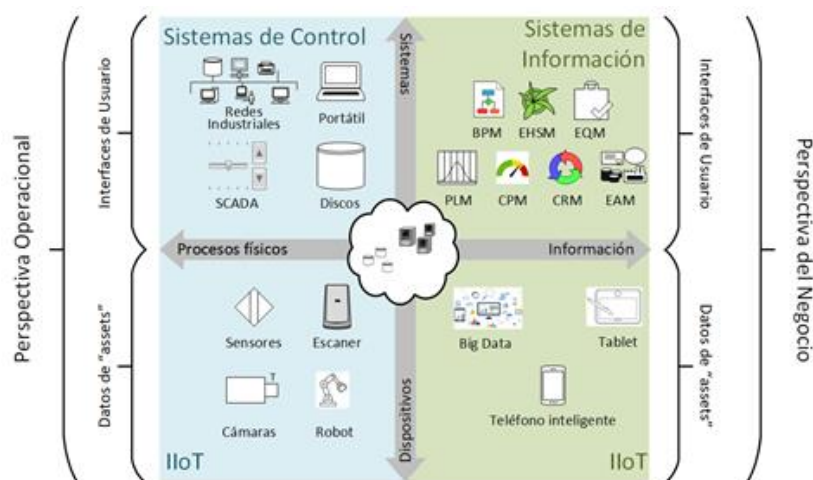 Sistemas de Control
Redes
Industriales
Portátil
SCADA
Discos
Sistemas
Sistemas de
Información
BPM
EHSM
EQM
PLM
CPM
CRM
EAM
Perspectiva Operacional
Interfaces de Usuario
Interfaces de Usuario
Perspectiva del Negocio
Procesos físicos
Información
Datos de "assets"
Sensores
Escaner
T
Cámaras
Robot
IIoT
Dispositivos
Big Data
Tablet
Teléfono inteligente
IIoT
Datos de "assets"